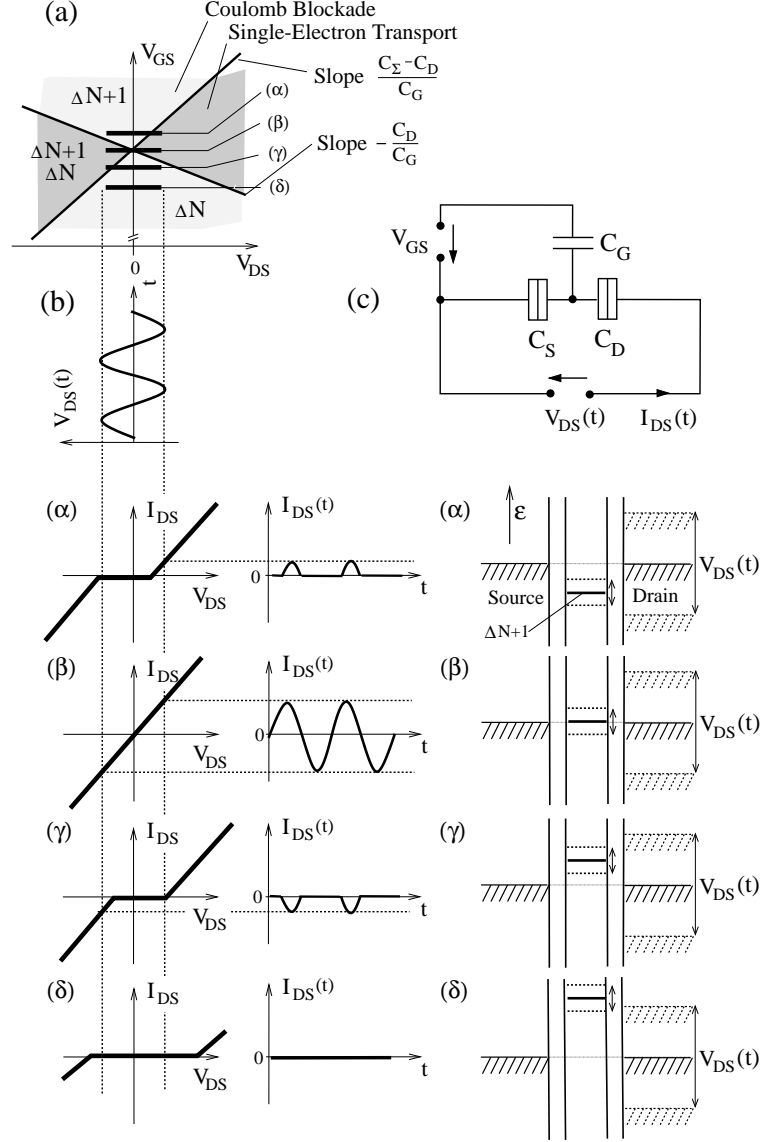 (a)
Coulomb Blockade
Single-Electron Transport
V_GS
Slope (C_Σ − C_D)/C_G
ΔN+1
(α)
(β)
ΔN+1
ΔN
(γ)
Slope − C_D/C_G
(δ)
ΔN
0
V_DS
(b)
t
V_DS(t)
(c)
V_GS
C_G
C_S
C_D
V_DS(t)
I_DS(t)
(α)
I_DS
V_DS
I_DS(t)
0
t
(α)
ε
Source
Drain
ΔN+1
V_DS(t)
(β)
I_DS
V_DS
I_DS(t)
0
t
(β)
V_DS(t)
(γ)
I_DS
V_DS
I_DS(t)
0
t
(γ)
V_DS(t)
(δ)
I_DS
V_DS
I_DS(t)
0
t
(δ)
V_DS(t)